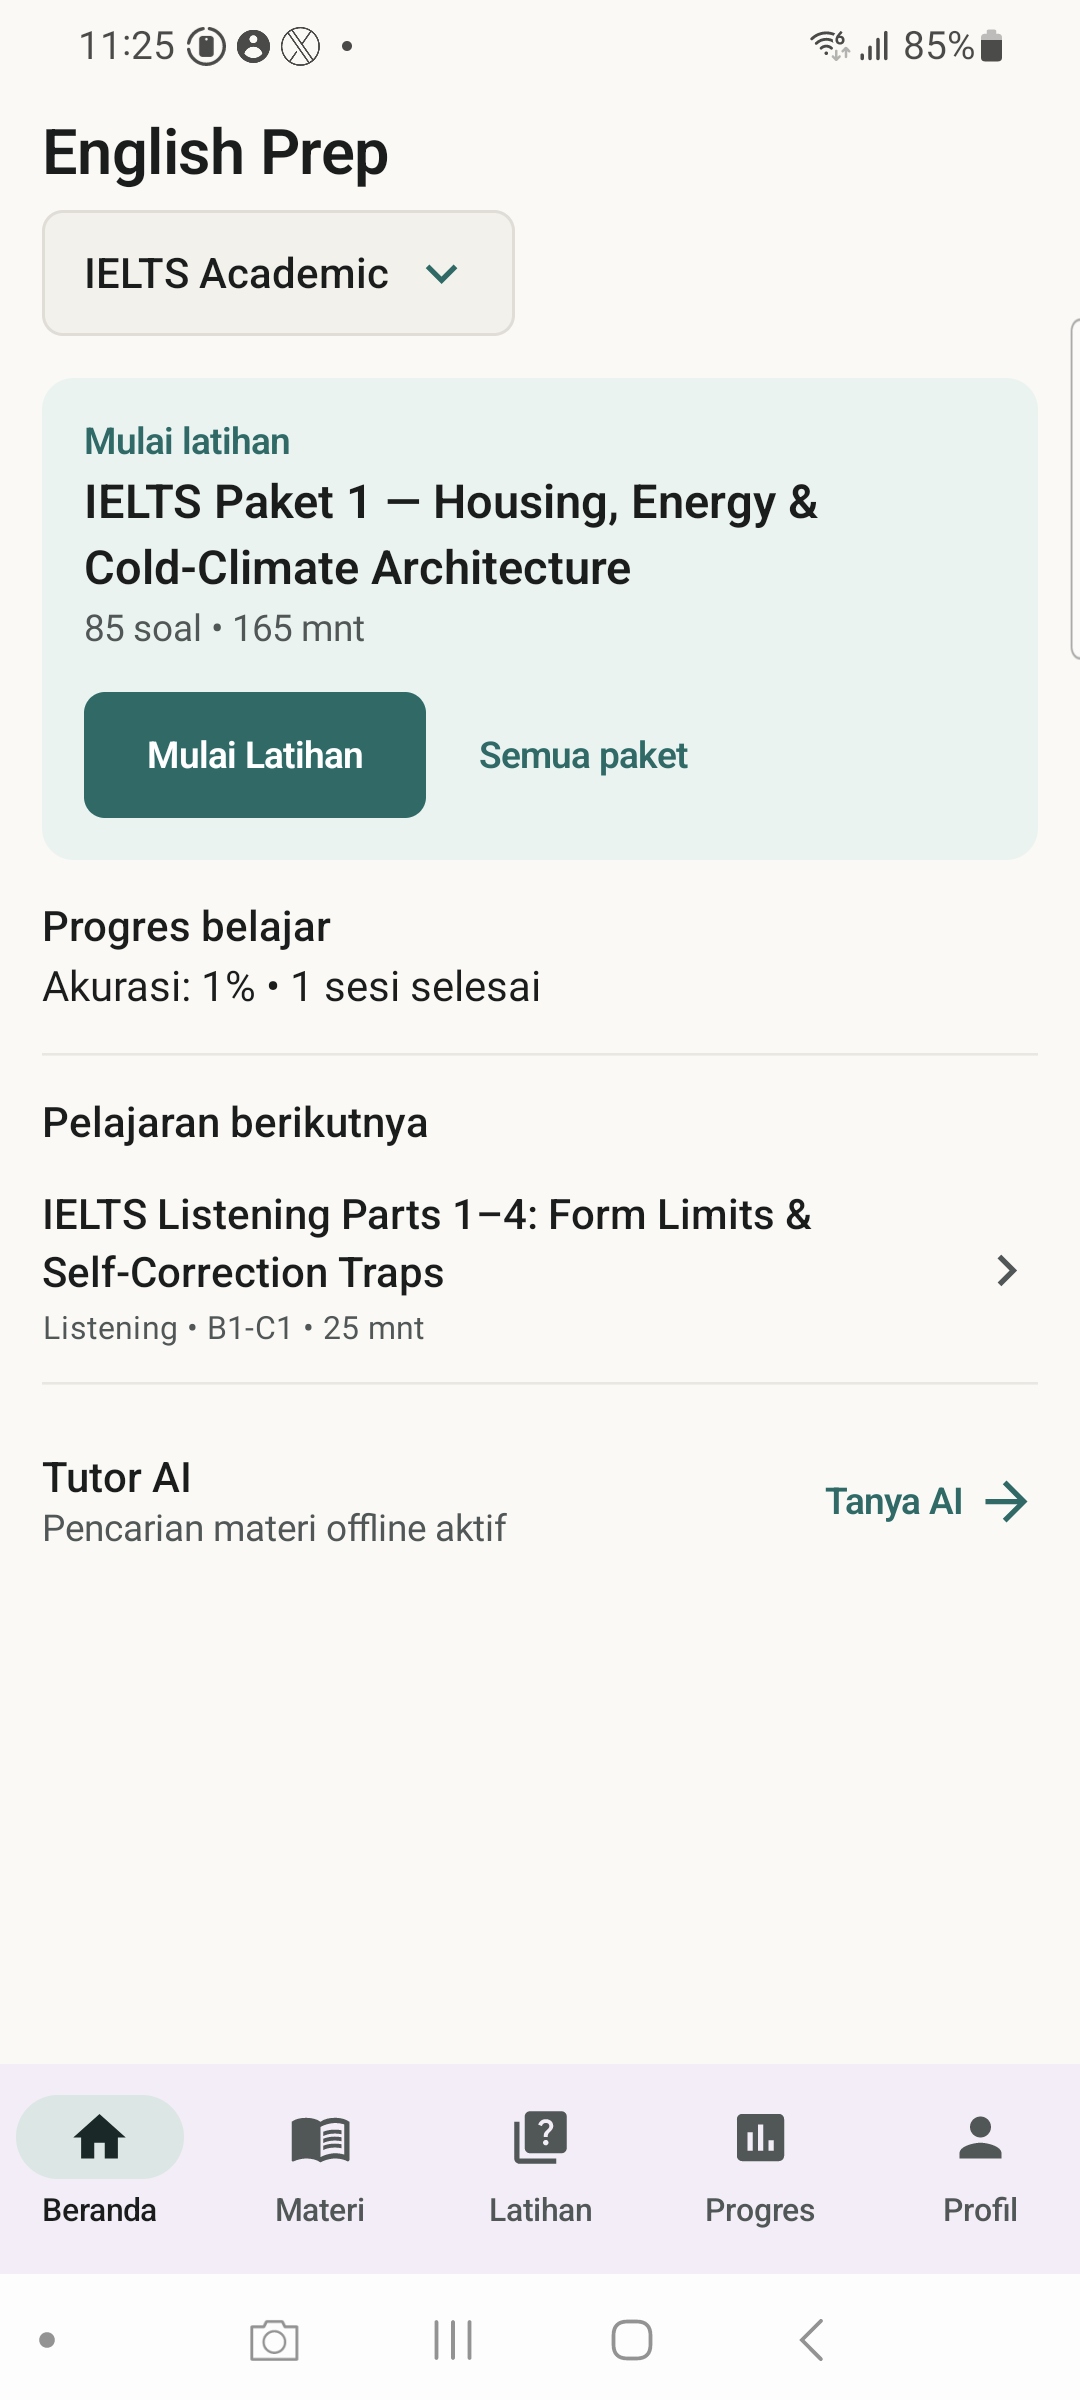 11:25
85%
English Prep
IELTS Academic
Mulai latihan
IELTS Paket 1 — Housing, Energy &
Cold-Climate Architecture
85 soal • 165 mnt
Mulai Latihan
Semua paket
Progres belajar
Akurasi: 1% • 1 sesi selesai
Pelajaran berikutnya
IELTS Listening Parts 1–4: Form Limits &
Self-Correction Traps
Listening • B1-C1 • 25 mnt
Tutor AI
Pencarian materi offline aktif
Tanya AI
Beranda
Materi
Latihan
Progres
Profil